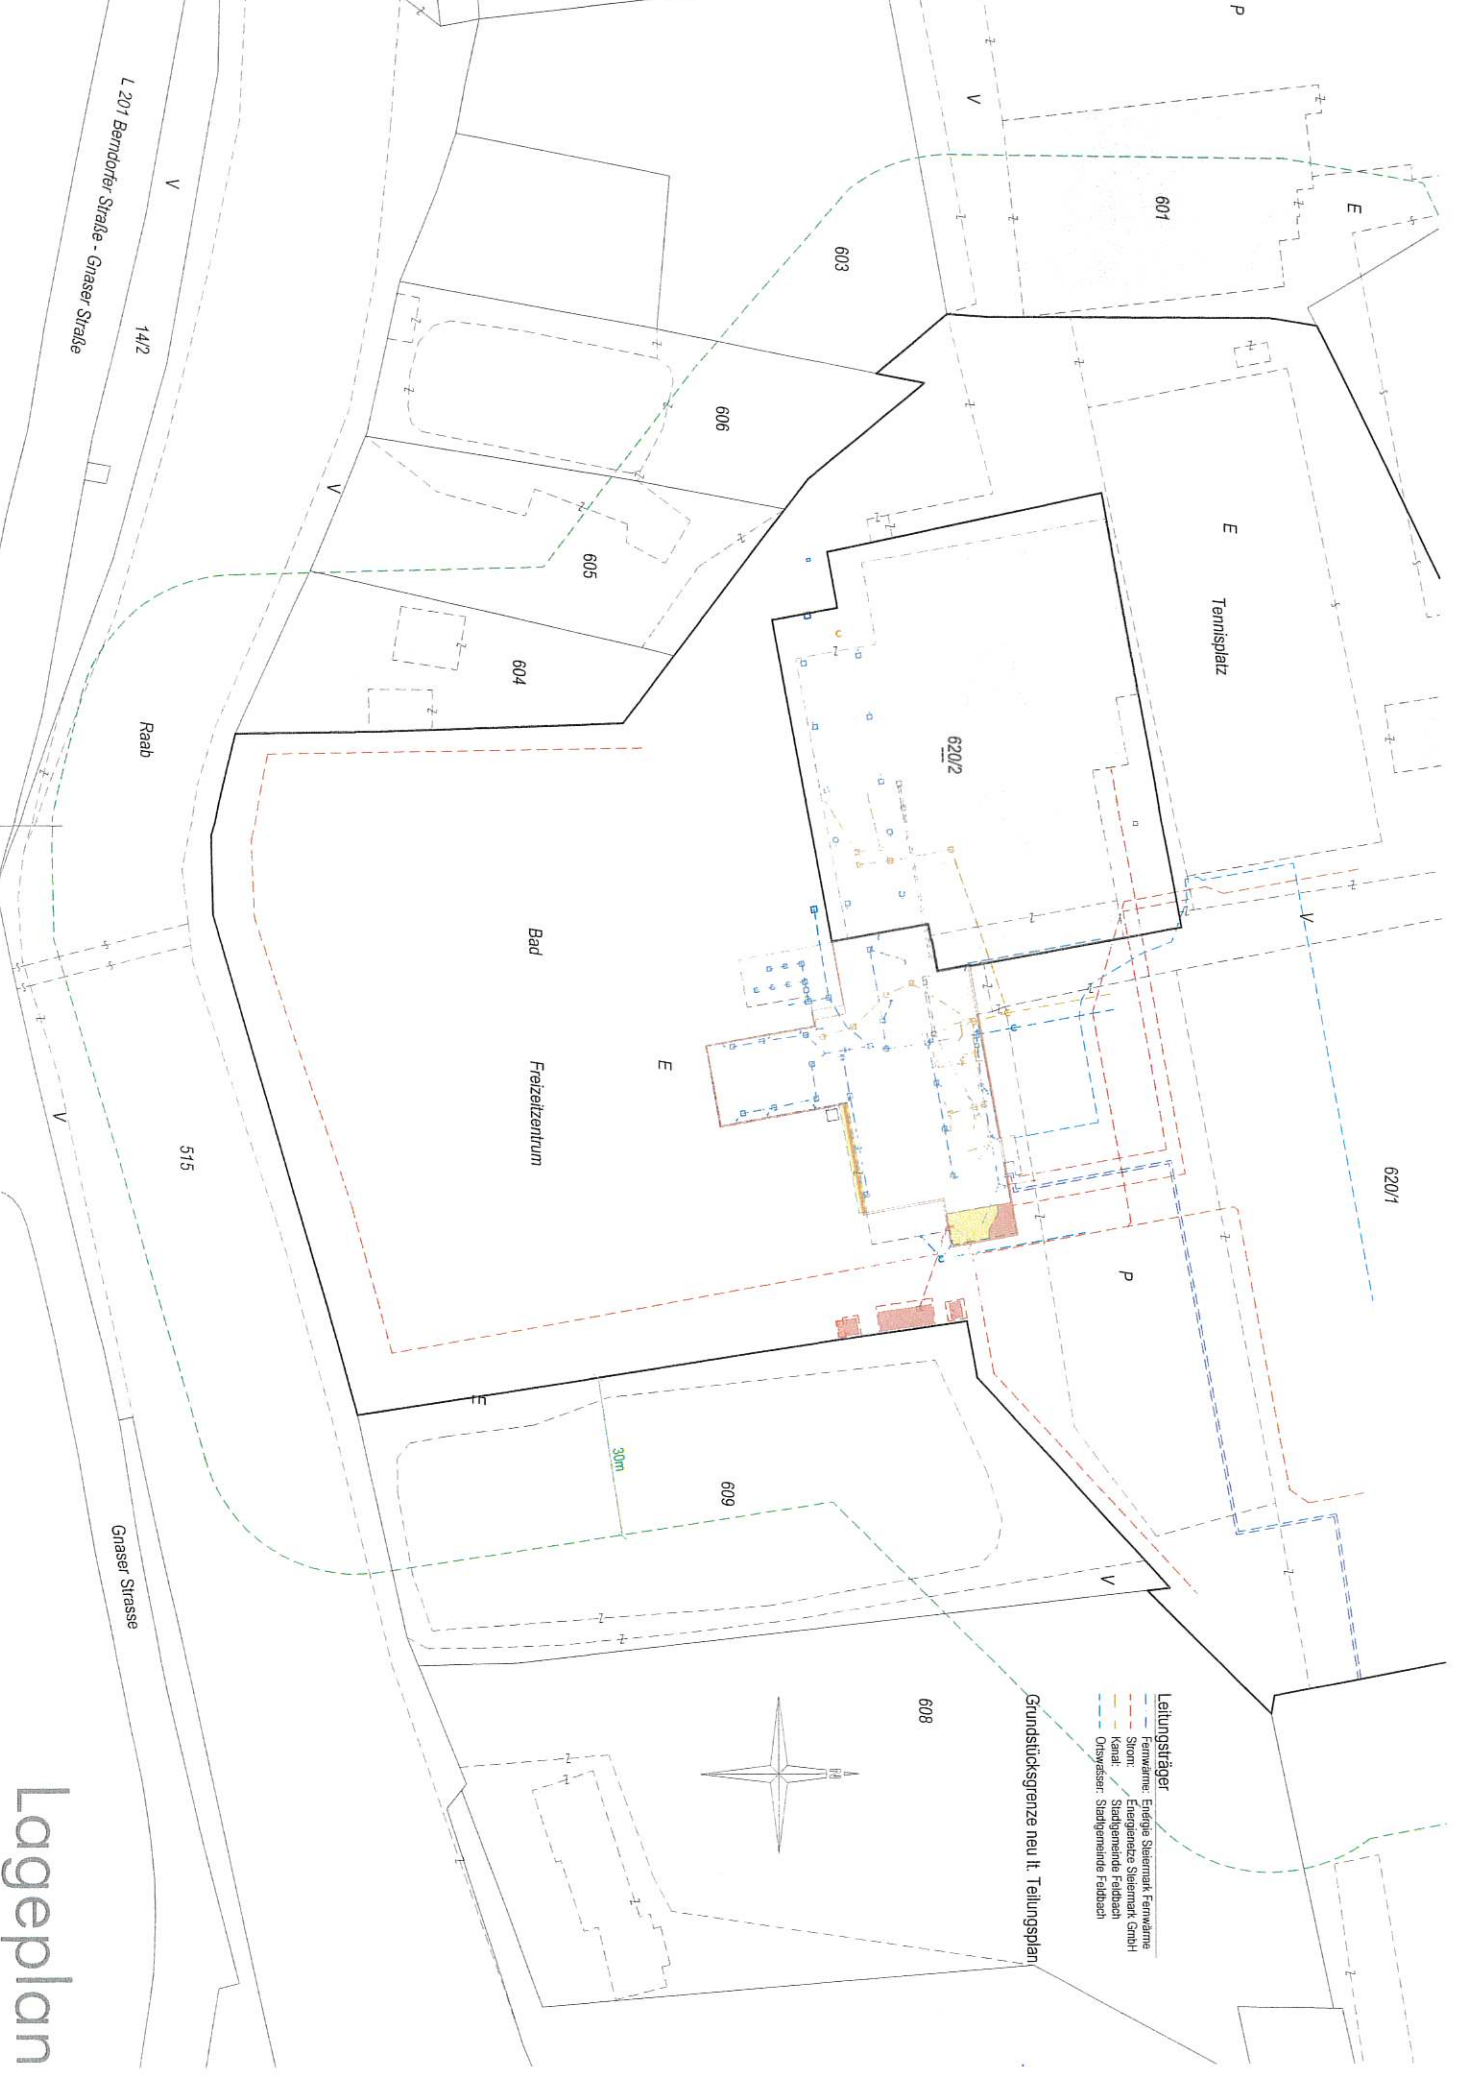 P
V
601
E
603
L 201 Berndorfer Straße - Gnaser Straße
V
14/2
606
V
605
604
E
Tennisplatz
620/2
Raab
Bad
Freizeitzentrum
E
V
620/1
P
515
V
E
30m
609
V
Gnaser Strasse
608
Leitungsträger
Fernwärme: Energie Steiermark Fernwärme
Strom: Energienetze Steiermark GmbH
Kanal: Stadtgemeinde Feldbach
Ortswasser: Stadtgemeinde Feldbach
Grundstücksgrenze neu lt. Teilungsplan
Lageplan